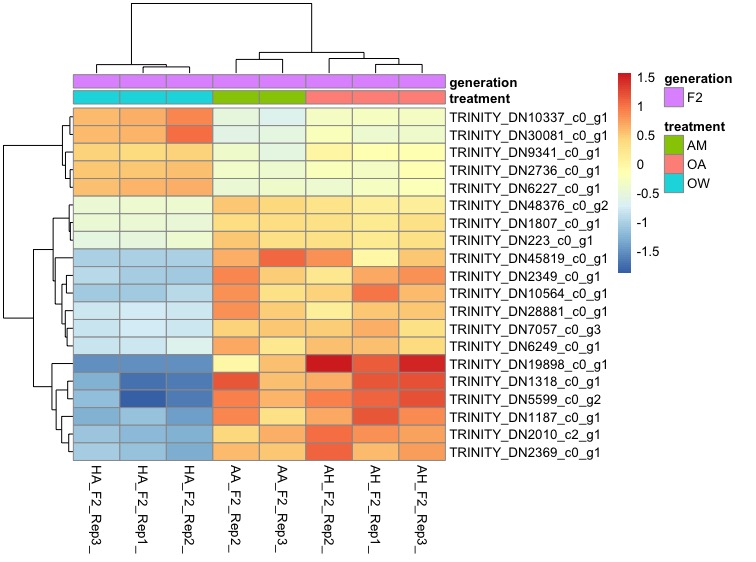 generation
treatment
TRINITY_DN10337_c0_g1
TRINITY_DN30081_c0_g1
TRINITY_DN9341_c0_g1
TRINITY_DN2736_c0_g1
TRINITY_DN6227_c0_g1
TRINITY_DN48376_c0_g2
TRINITY_DN1807_c0_g1
TRINITY_DN223_c0_g1
TRINITY_DN45819_c0_g1
TRINITY_DN2349_c0_g1
TRINITY_DN10564_c0_g1
TRINITY_DN28881_c0_g1
TRINITY_DN7057_c0_g3
TRINITY_DN6249_c0_g1
TRINITY_DN19898_c0_g1
TRINITY_DN1318_c0_g1
TRINITY_DN5599_c0_g2
TRINITY_DN1187_c0_g1
TRINITY_DN2010_c2_g1
TRINITY_DN2369_c0_g1
HA_F2_Rep3_
HA_F2_Rep1_
HA_F2_Rep2_
AA_F2_Rep2_
AA_F2_Rep3_
AH_F2_Rep2_
AH_F2_Rep1_
AH_F2_Rep3_
1.5
1
0.5
0
-0.5
-1
-1.5
generation
F2
treatment
AM
OA
OW